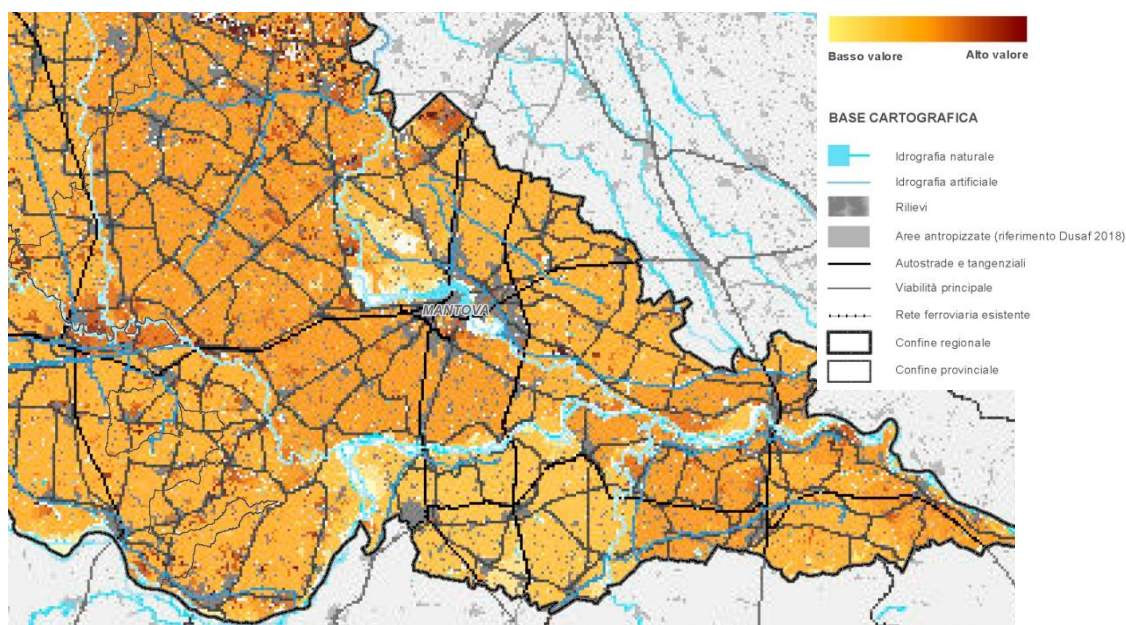 Basso valore Alto valore
BASE CARTOGRAFICA
Idrografia naturale
Idrografia artificiale
Rilievi
Aree antropizzate (riferimento Dusaf 2018)
Autostrade e tangenziali
Viabilità principale
Rete ferroviaria esistente
Confine regionale
Confine provinciale
MANTOVA